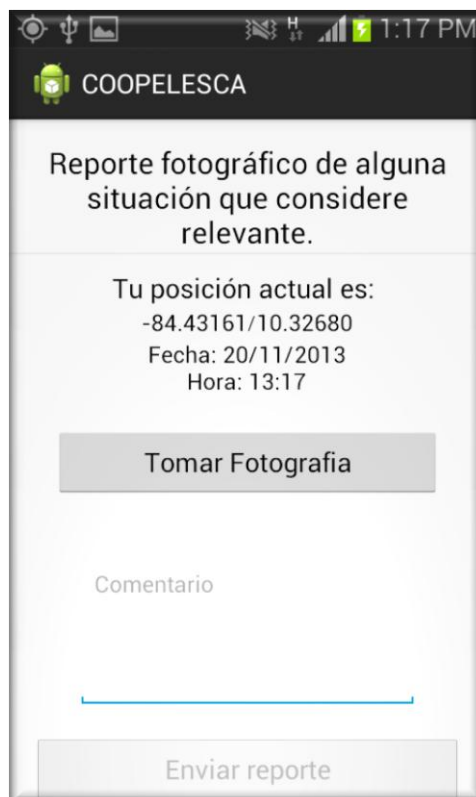 H 1:17 PM
COOPELESCA
Reporte fotográfico de alguna
situación que considere
relevante.
Tu posición actual es:
-84.43161/10.32680
Fecha: 20/11/2013
Hora: 13:17
Tomar Fotografia
Comentario
Enviar reporte